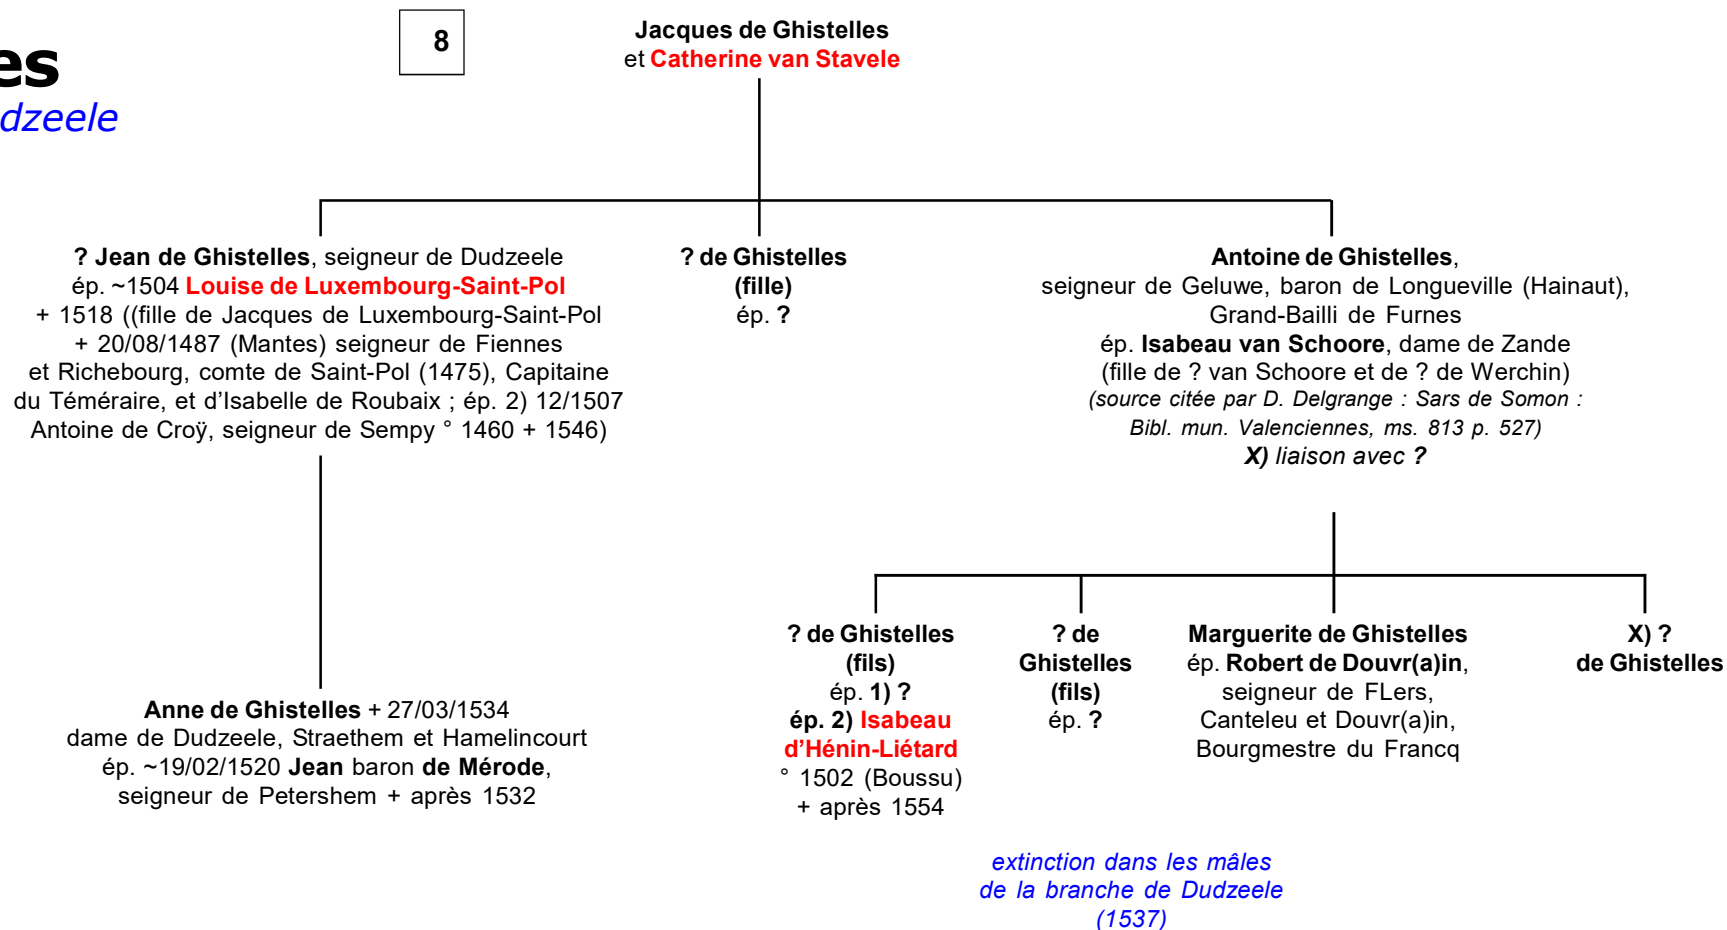 es
dzeele
8
Jacques de Ghistelles
et Catherine van Stavele
? Jean de Ghistelles, seigneur de Dudzeele
ép. ~1504 Louise de Luxembourg-Saint-Pol
+ 1518 ((fille de Jacques de Luxembourg-Saint-Pol
+ 20/08/1487 (Mantes) seigneur de Fiennes
et Richebourg, comte de Saint-Pol (1475), Capitaine
du Téméraire, et d’Isabelle de Roubaix ; ép. 2) 12/1507
Antoine de Croÿ, seigneur de Sempy ° 1460 + 1546)
? de Ghistelles
(fille)
ép. ?
Antoine de Ghistelles,
seigneur de Geluwe, baron de Longueville (Hainaut),
Grand-Bailli de Furnes
ép. Isabeau van Schoore, dame de Zande
(fille de ? van Schoore et de ? de Werchin)
(source citée par D. Delgrange : Sars de Somon :
Bibl. mun. Valenciennes, ms. 813 p. 527)
X) liaison avec ?
Anne de Ghistelles + 27/03/1534
dame de Dudzeele, Straethem et Hamelincourt
ép. ~19/02/1520 Jean baron de Mérode,
seigneur de Petershem + après 1532
? de Ghistelles
(fils)
ép. 1) ?
ép. 2) Isabeau
d’Hénin-Liétard
° 1502 (Boussu)
+ après 1554
? de
Ghistelles
(fils)
ép. ?
Marguerite de Ghistelles
ép. Robert de Douvr(a)in,
seigneur de FLers,
Canteleu et Douvr(a)in,
Bourgmestre du Francq
X) ?
de Ghistelles
extinction dans les mâles
de la branche de Dudzeele
(1537)